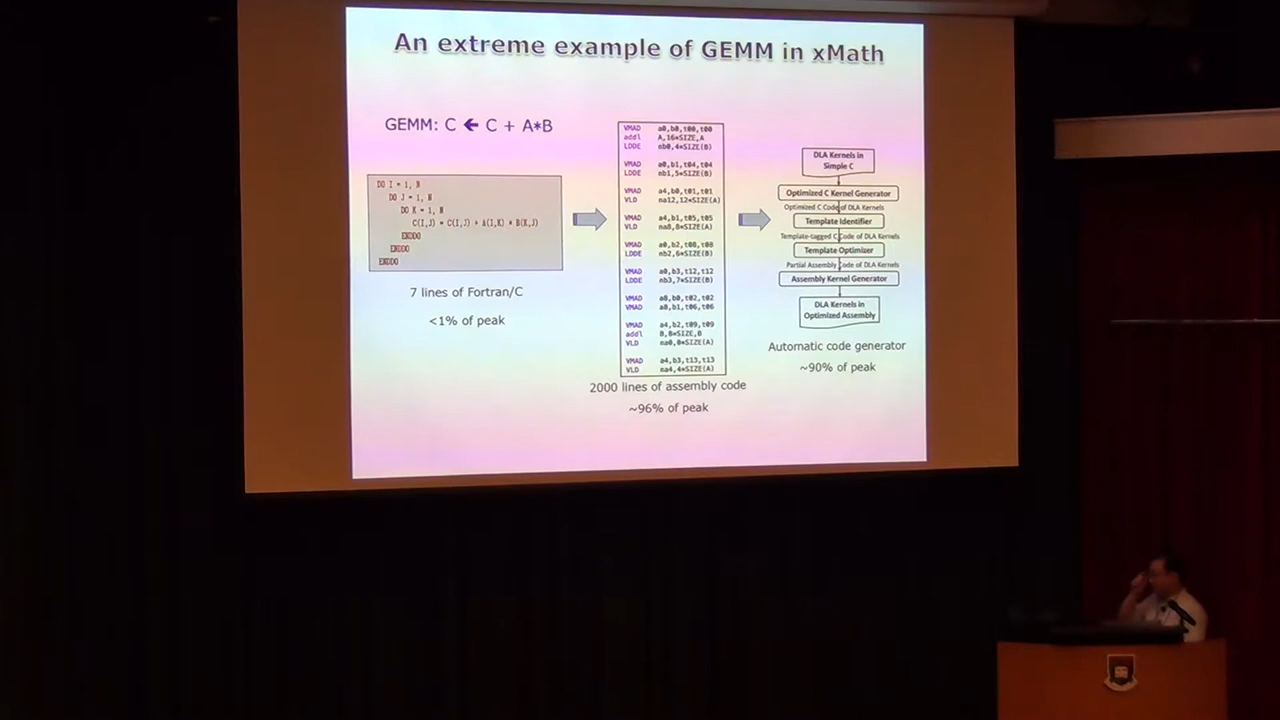 An extreme example of GEMM in xMath
GEMM: C ← C + A*B
DO I = 1, N
DO J = 1, N
DO K = 1, N
C(I,J) = C(I,J) + A(I,K) * B(K,J)
ENDDO
ENDDO
ENDDO
7 lines of Fortran/C
<1% of peak
VMAD a0,b0,t00,t00
addl A,16*SIZE,A
LDDE nb0,4*SIZE(B)
VMAD a0,b1,t04,t04
LDDE nb1,5*SIZE(B)
VMAD a4,b0,t01,t01
VLD na12,12*SIZE(A)
VMAD a4,b1,t05,t05
VLD na8,8*SIZE(A)
VMAD a0,b2,t08,t08
LDDE nb2,6*SIZE(B)
VMAD a0,b3,t12,t12
LDDE nb3,7*SIZE(B)
VMAD a8,b0,t02,t02
VMAD a8,b1,t06,t06
VMAD a4,b2,t09,t09
addl B,8*SIZE,B
VLD na0,0*SIZE(A)
VMAD a4,b3,t13,t13
VLD na4,4*SIZE(A)
2000 lines of assembly code
~96% of peak
DLA Kernels in
Simple C
Optimized C Kernel Generator
Optimized C Code of DLA Kernels
Template Identifier
Template-tagged C Code of DLA Kernels
Template Optimizer
Partial Assembly Code of DLA Kernels
Assembly Kernel Generator
DLA Kernels in
Optimized Assembly
Automatic code generator
~90% of peak